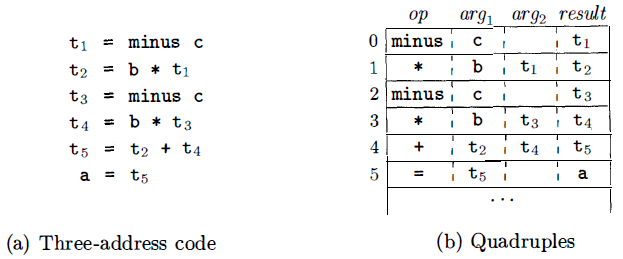 t₁ = minus c
t₂ = b * t₁
t₃ = minus c
t₄ = b * t₃
t₅ = t₂ + t₄
a = t₅
(a) Three-address code
op arg₁ arg₂ result
0 minus c t₁
1 * b t₁ t₂
2 minus c t₃
3 * b t₃ t₄
4 + t₂ t₄ t₅
5 = t₅ a
...
(b) Quadruples